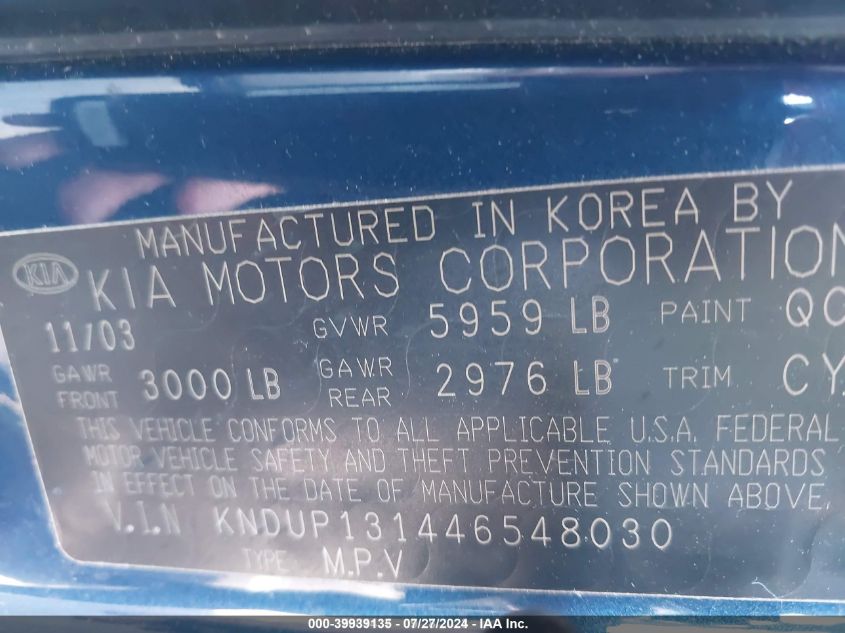 MANUFACTURED IN KOREA BY
KIA KIA MOTORS CORPORATION
11/03 GVWR 5959 LB PAINT
GAWR FRONT 3000 LB GAWR REAR 2976 LB TRIM
THIS VEHICLE CONFORMS TO ALL APPLICABLE U.S.A. FEDERAL
MOTOR VEHICLE SAFETY AND THEFT PREVENTION STANDARDS
IN EFFECT ON THE DATE OF MANUFACTURE SHOWN ABOVE.
V.I.N KNDUP131446548030
TYPE M.P.V
000-39939135 - 07/27/2024 - IAA Inc.